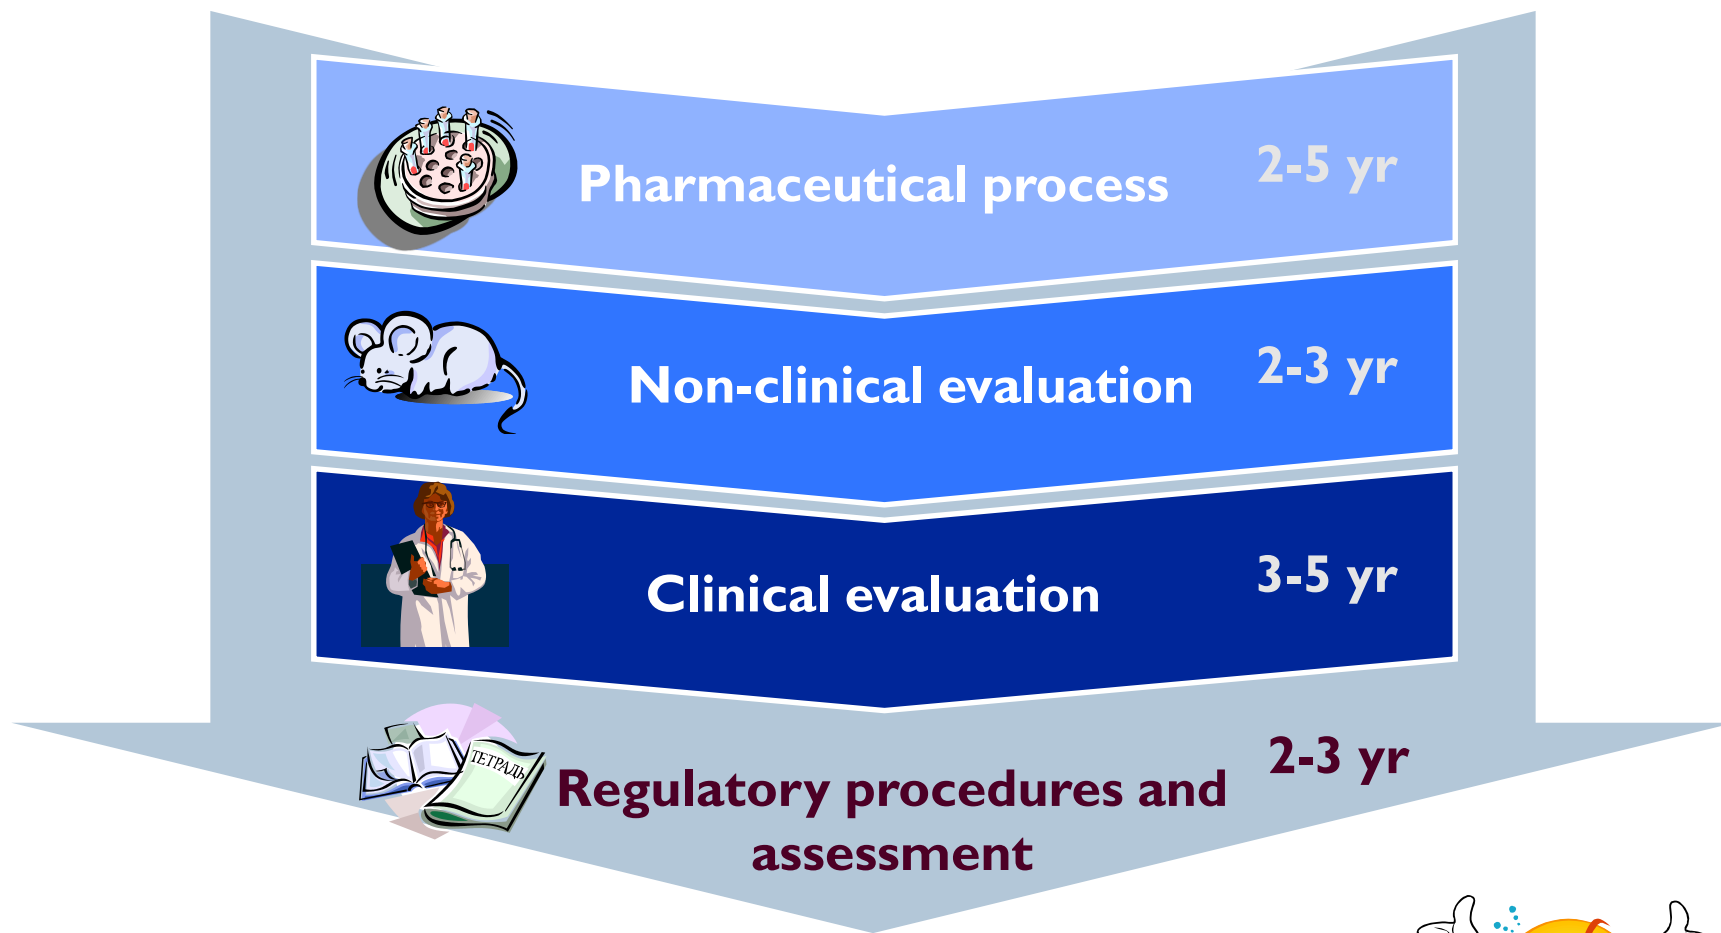 Pharmaceutical process
2-5 yr
Non-clinical evaluation
2-3 yr
Clinical evaluation
3-5 yr
ТЕТРАДЬ
Regulatory procedures and
assessment
2-3 yr